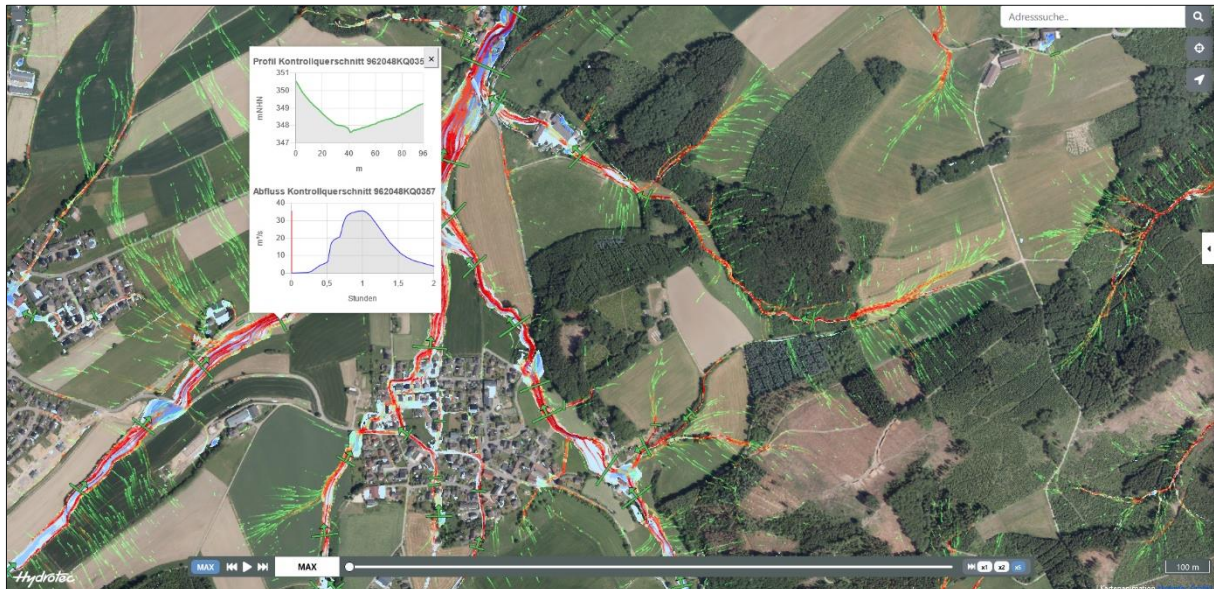 Adresssuche..
Profil Kontrollquerschnitt 962048KQ035
×
351
350
349
348
347
mNHN
0 20 40 60 80 96
m
Abfluss Kontrollquerschnitt 962048KQ0357
40
30
20
10
0
m³/s
0 0,5 1 1,5 2
Stunden
MAX
MAX
x1
x2
100 m
Hydrotec